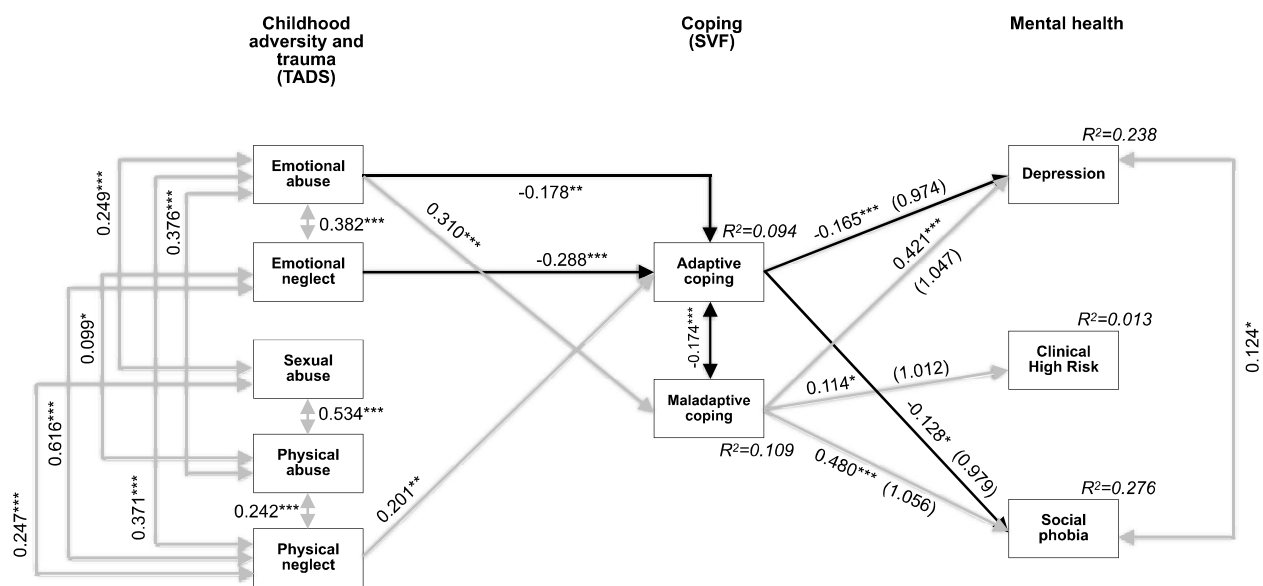 Childhood
adversity and
trauma
(TADS)
Coping
(SVF)
Mental health
R²=0.238
Emotional
abuse
Depression
0.249***
0.376***
-0.178**
-0.165*** (0.974)
0.310***
0.382***
R²=0.094
0.421***
(1.047)
Emotional
neglect
-0.288***
Adaptive
coping
0.099*
-0.174***
R²=0.013
Clinical
High Risk
0.124*
Sexual
abuse
0.114* (1.012)
Maladaptive
coping
0.534***
R²=0.109
-0.128* (0.979)
0.616***
Physical
abuse
0.480*** (1.056)
R²=0.276
0.247***
0.371***
0.242***
0.201**
Social
phobia
Physical
neglect